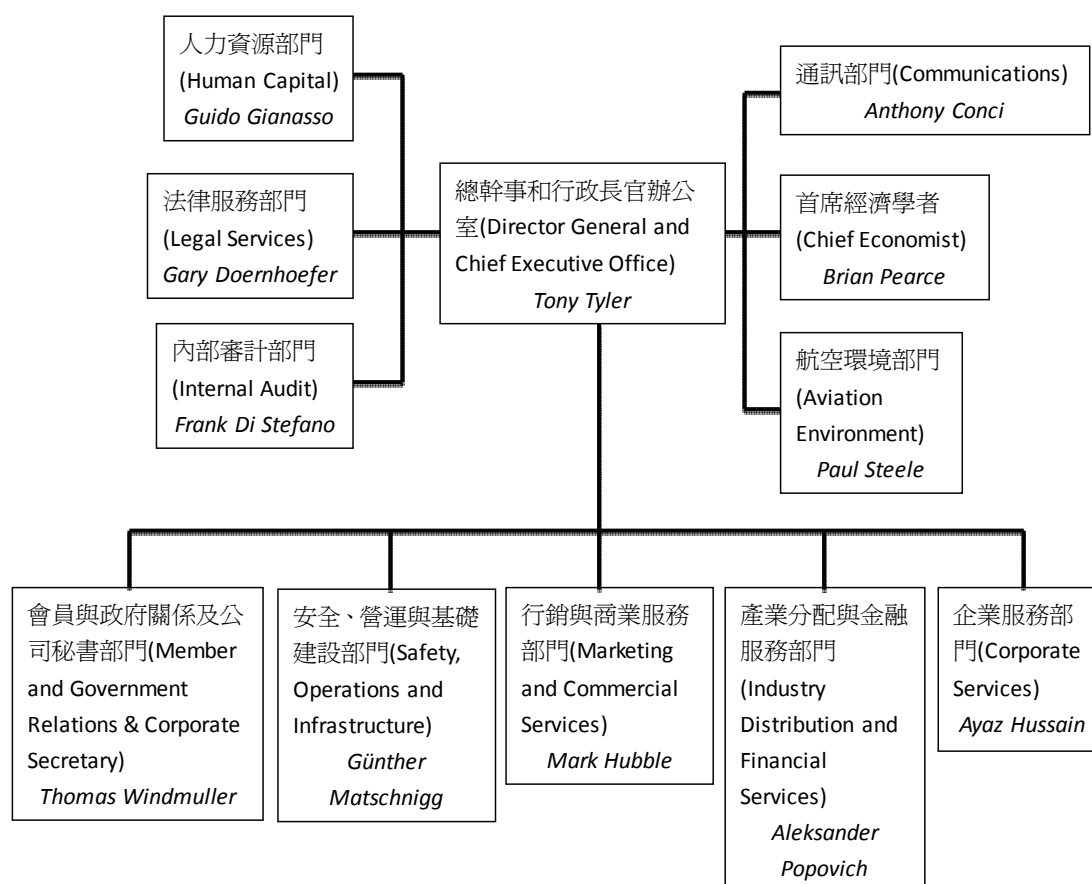 人力資源部門
(Human Capital)
Guido Gianasso
通訊部門(Communications)
Anthony Conci
法律服務部門
(Legal Services)
Gary Doernhoefer
總幹事和行政長官辦公
室(Director General and
Chief Executive Office)
Tony Tyler
首席經濟學者
(Chief Economist)
Brian Pearce
內部審計部門
(Internal Audit)
Frank Di Stefano
航空環境部門
(Aviation
Environment)
Paul Steele
會員與政府關係及公
司秘書部門(Member
and Government
Relations & Corporate
Secretary)
Thomas Windmuller
安全、營運與基礎
建設部門(Safety,
Operations and
Infrastructure)
Günther
Matschnigg
行銷與商業服務
部門(Marketing
and Commercial
Services)
Mark Hubble
產業分配與金融
服務部門
(Industry
Distribution and
Financial
Services)
Aleksander
Popovich
企業服務部
門(Corporate
Services)
Ayaz Hussain